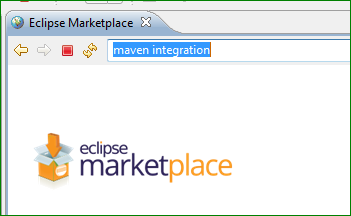 Eclipse Marketplace
maven integration
eclipse
marketplace